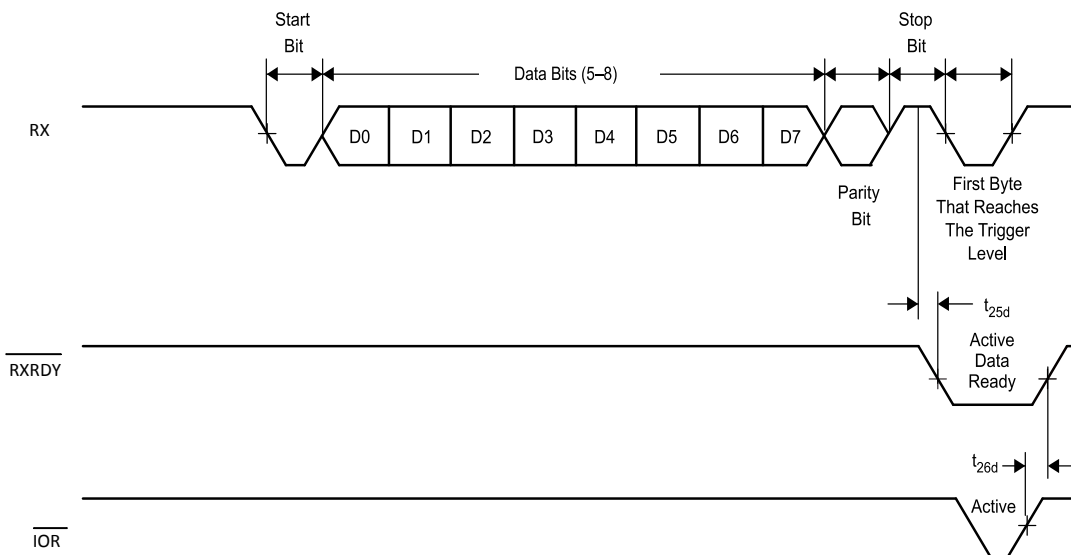 Start
Bit
Data Bits (5–8)
Stop
Bit
RX
D0 D1 D2 D3 D4 D5 D6 D7
Parity
Bit
First Byte
That Reaches
The Trigger
Level
t25d
RXRDY
Active
Data
Ready
t26d
IOR
Active